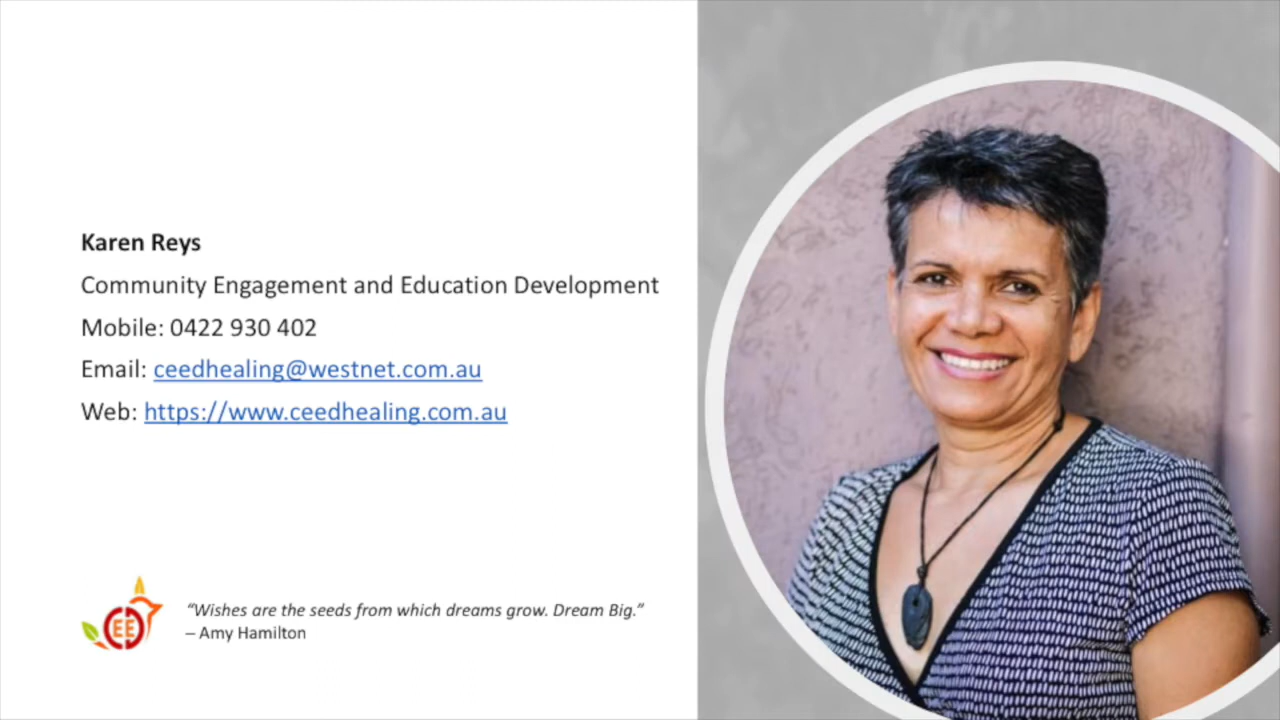 Karen Reys
Community Engagement and Education Development
Mobile: 0422 930 402
Email: ceedhealing@westnet.com.au
Web: https://www.ceedhealing.com.au
“Wishes are the seeds from which dreams grow. Dream Big.”
– Amy Hamilton
CEED